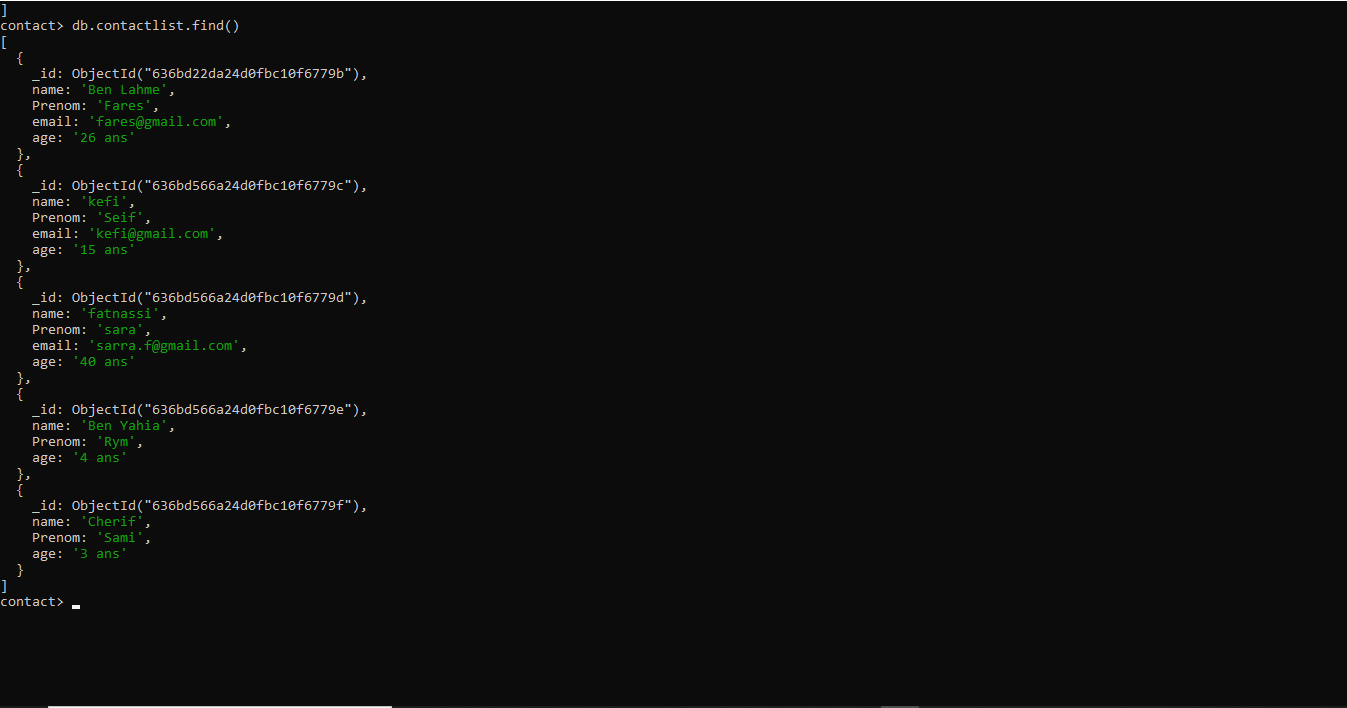 ]
contact> db.contactlist.find()
[
  {
    _id: ObjectId("636bd22da24d0fbc10f6779b"),
    name: 'Ben Lahme',
    Prenom: 'Fares',
    email: 'fares@gmail.com',
    age: '26 ans'
  },
  {
    _id: ObjectId("636bd566a24d0fbc10f6779c"),
    name: 'kefi',
    Prenom: 'Seif',
    email: 'kefi@gmail.com',
    age: '15 ans'
  },
  {
    _id: ObjectId("636bd566a24d0fbc10f6779d"),
    name: 'fatnassi',
    Prenom: 'sara',
    email: 'sarra.f@gmail.com',
    age: '40 ans'
  },
  {
    _id: ObjectId("636bd566a24d0fbc10f6779e"),
    name: 'Ben Yahia',
    Prenom: 'Rym',
    age: '4 ans'
  },
  {
    _id: ObjectId("636bd566a24d0fbc10f6779f"),
    name: 'Cherif',
    Prenom: 'Sami',
    age: '3 ans'
  }
]
contact>